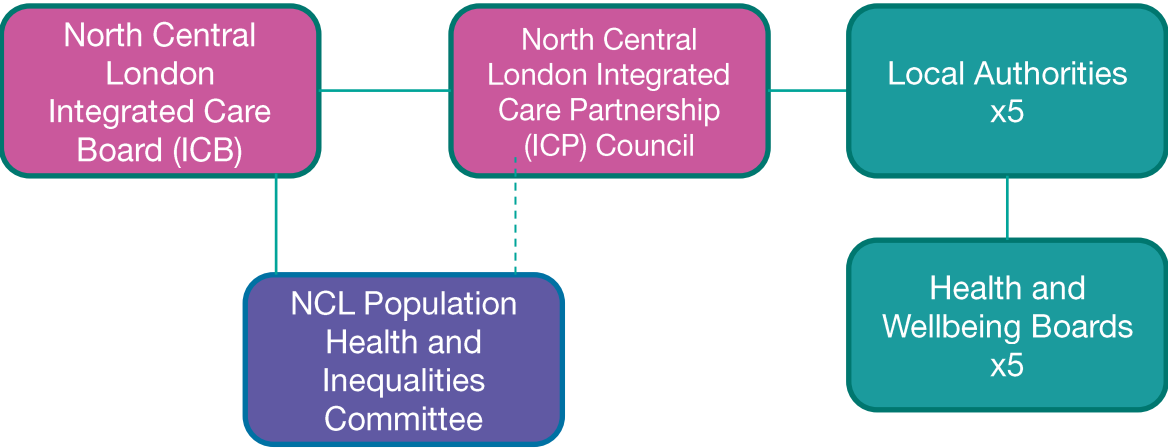 North Central
London
Integrated Care
Board (ICB)
North Central
London Integrated
Care Partnership
(ICP) Council
Local Authorities
x5
NCL Population
Health and
Inequalities
Committee
Health and
Wellbeing Boards
x5